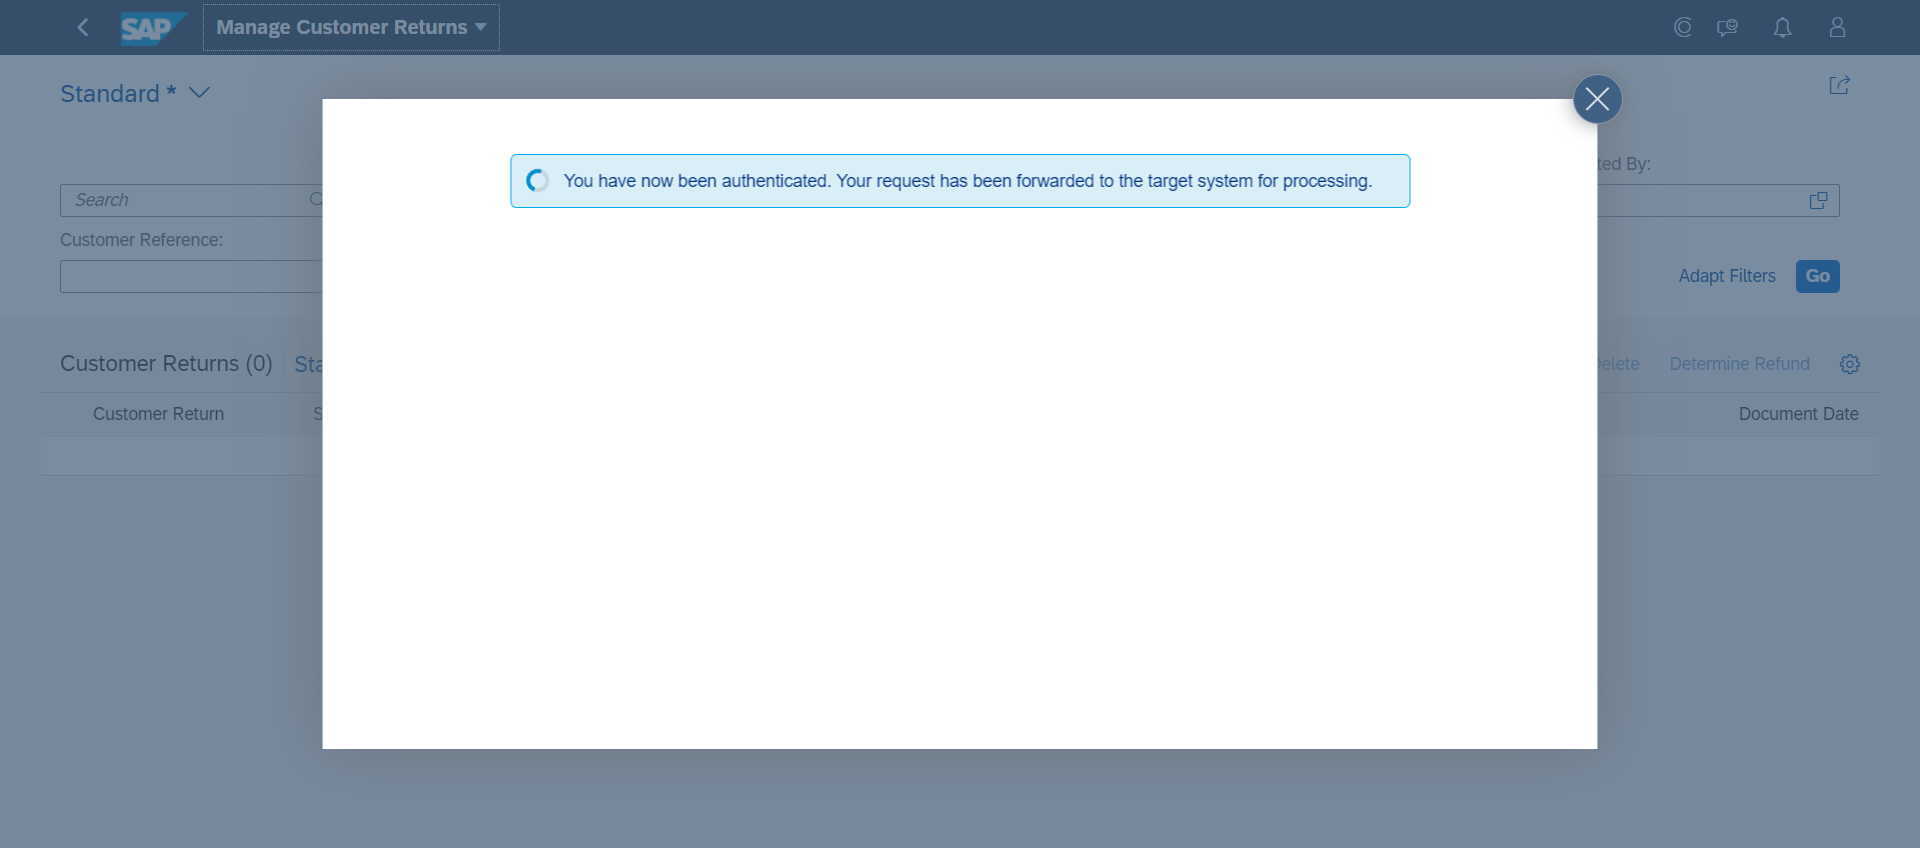 SAP
Manage Customer Returns
Standard *
ted By:
Search
Customer Reference:
Adapt Filters
Go
You have now been authenticated. Your request has been forwarded to the target system for processing.
Customer Returns (0)
Sta
Delete
Determine Refund
Customer Return
S
Document Date